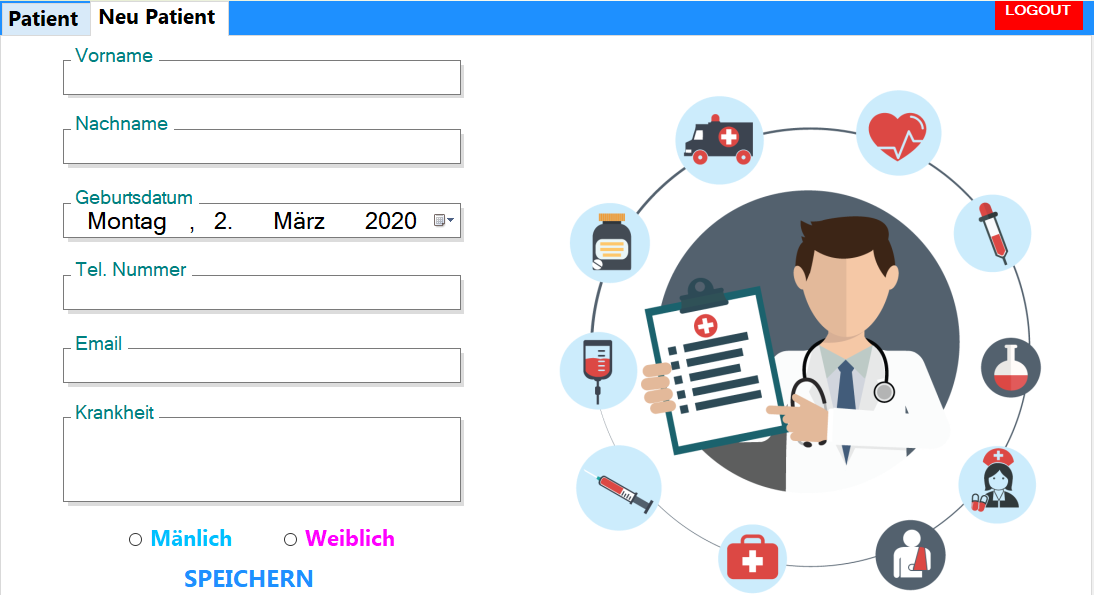 Patient
Neu Patient
LOGOUT
Vorname
Nachname
Geburtsdatum
Montag , 2. März 2020
Tel. Nummer
Email
Krankheit
Mänlich
Weiblich
SPEICHERN